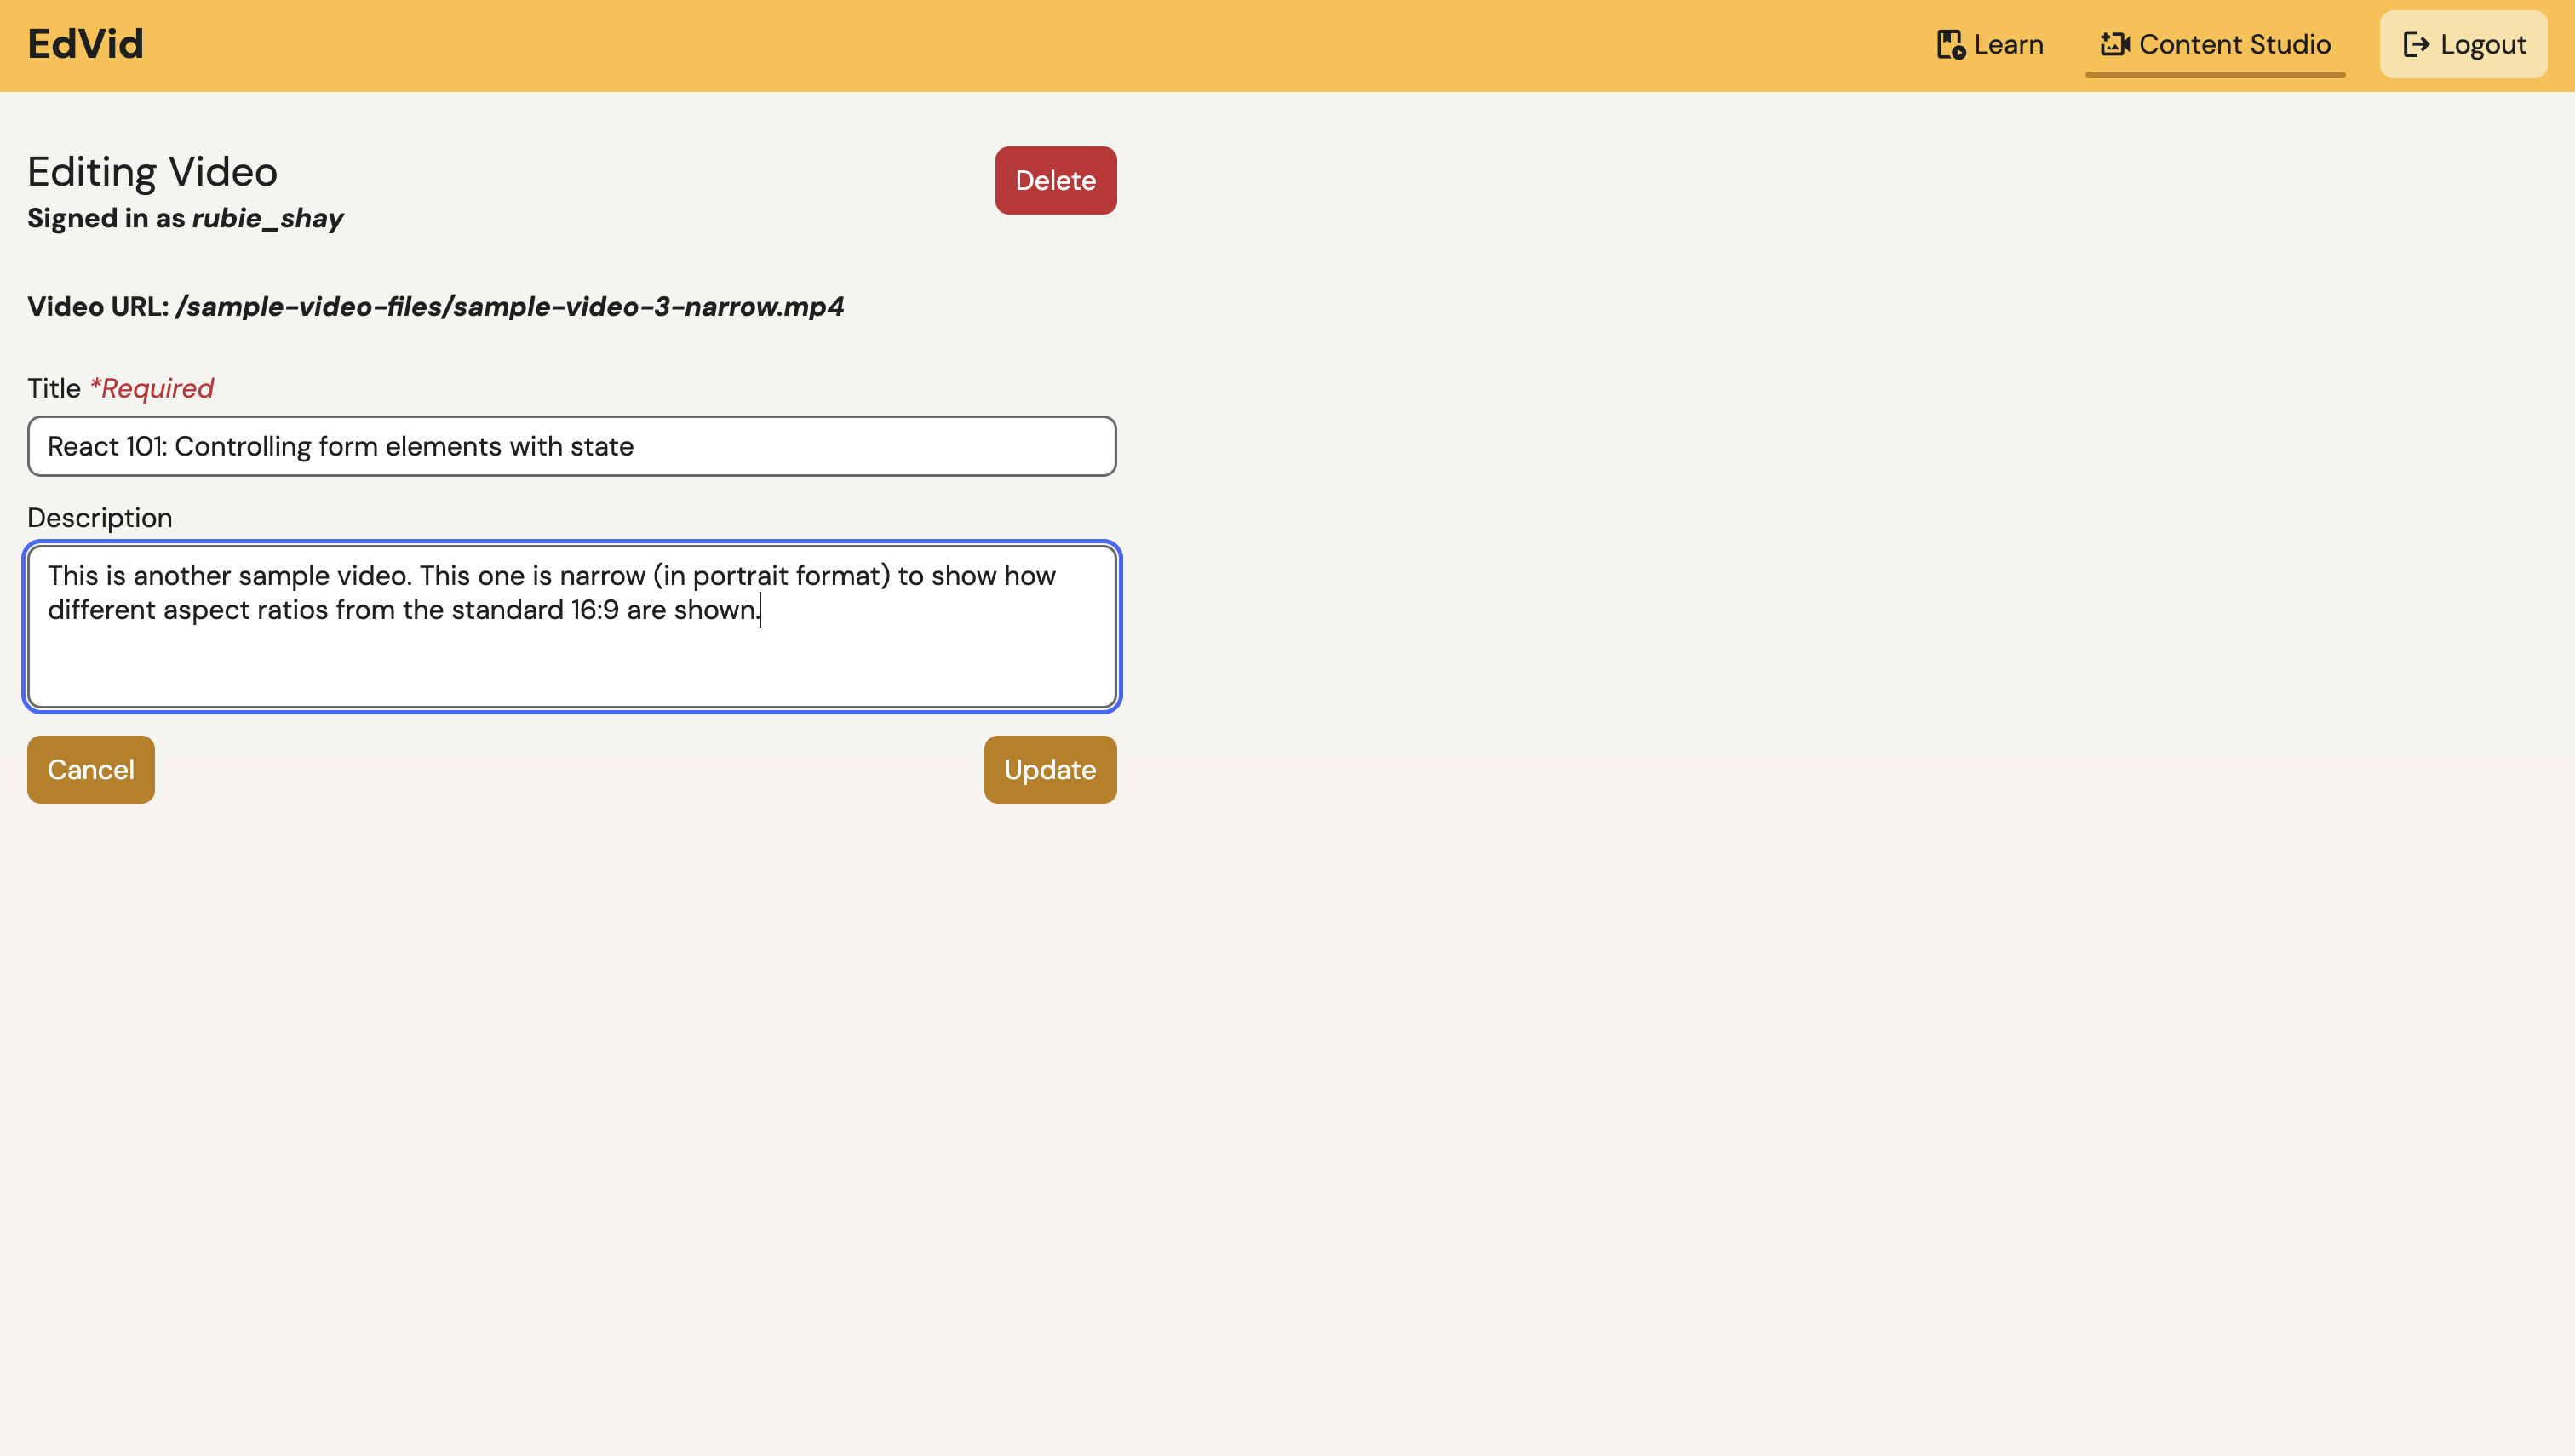 EdVid
Learn
Content Studio
Logout
Editing Video
Delete
Signed in as rubie_shay
Video URL: /sample-video-files/sample-video-3-narrow.mp4
Title *Required
React 101: Controlling form elements with state
Description
This is another sample video. This one is narrow (in portrait format) to show how
different aspect ratios from the standard 16:9 are shown.
Cancel
Update